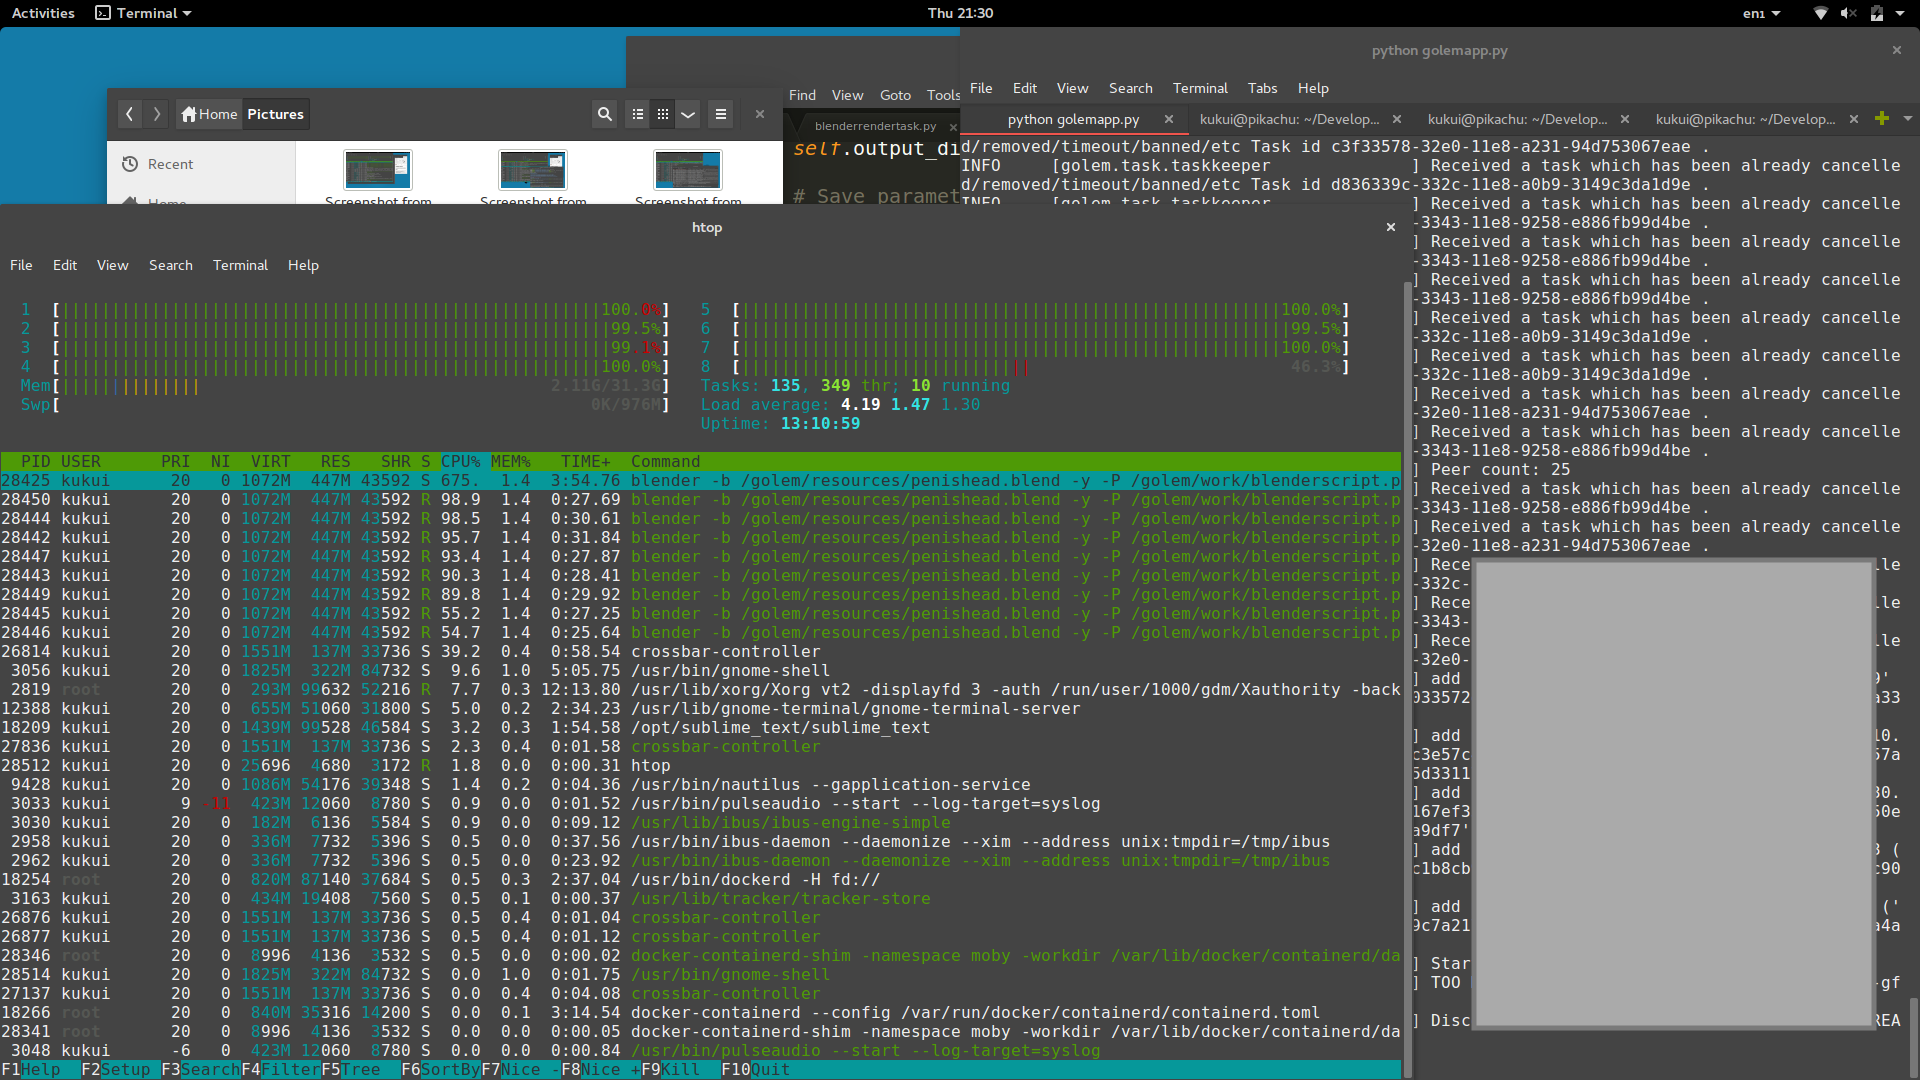 Activities Terminal Thu 21:30 en1
python golemapp.py
File Edit View Search Terminal Tabs Help
python golemapp.py kukui@pikachu: ~/Develop... kukui@pikachu: ~/Develop... kukui@pikachu: ~/Develop...
Home Pictures
Recent
Home
Screenshot from Screenshot from Screenshot from
Find View Goto Tools
blenderrendertask.py
self.output_di
# Save paramet
d/removed/timeout/banned/etc Task id c3f33578-32e0-11e8-a231-94d753067eae .
INFO [golem.task.taskkeeper ] Received a task which has been already cancelle
d/removed/timeout/banned/etc Task id d836339c-332c-11e8-a0b9-3149c3da1d9e .
INFO [golem.task.taskkeeper ] Received a task which has been already cancelle
-3343-11e8-9258-e886fb99d4be .
] Received a task which has been already cancelle
-3343-11e8-9258-e886fb99d4be .
] Received a task which has been already cancelle
-3343-11e8-9258-e886fb99d4be .
] Received a task which has been already cancelle
-332c-11e8-a0b9-3149c3da1d9e .
] Received a task which has been already cancelle
-332c-11e8-a0b9-3149c3da1d9e .
] Received a task which has been already cancelle
-32e0-11e8-a231-94d753067eae .
] Received a task which has been already cancelle
-3343-11e8-9258-e886fb99d4be .
] Peer count: 25
] Received a task which has been already cancelle
-3343-11e8-9258-e886fb99d4be .
] Received a task which has been already cancelle
-32e0-11e8-a231-94d753067eae .
] Rece lle
-332c-
] Rece lle
-3343-
] Rece lle
-32e0-
] add 9'
033572 a33
] add 10.
c3e57c 57a
5d3311
] add 30.
167ef3 50e
a9df7'
] add 3 (
c1b8cb c90
] add ('
9c7a21 a4a
] Star
] TOO -gf
] Disc REA
htop
File Edit View Search Terminal Help
1 [100.0%] 5 [100.0%]
2 [99.5%] 6 [99.5%]
3 [99.1%] 7 [100.0%]
4 [100.0%] 8 [46.3%]
Mem[2.11G/31.3G] Tasks: 135, 349 thr; 10 running
Swp[0K/976M] Load average: 4.19 1.47 1.30
Uptime: 13:10:59
PID USER PRI NI VIRT RES SHR S CPU% MEM% TIME+ Command
28425 kukui 20 0 1072M 447M 43592 S 675. 1.4 3:54.76 blender -b /golem/resources/penishead.blend -y -P /golem/work/blenderscript.p
28450 kukui 20 0 1072M 447M 43592 R 98.9 1.4 0:27.69 blender -b /golem/resources/penishead.blend -y -P /golem/work/blenderscript.p
28444 kukui 20 0 1072M 447M 43592 R 98.5 1.4 0:30.61 blender -b /golem/resources/penishead.blend -y -P /golem/work/blenderscript.p
28442 kukui 20 0 1072M 447M 43592 R 95.7 1.4 0:31.84 blender -b /golem/resources/penishead.blend -y -P /golem/work/blenderscript.p
28447 kukui 20 0 1072M 447M 43592 R 93.4 1.4 0:27.87 blender -b /golem/resources/penishead.blend -y -P /golem/work/blenderscript.p
28443 kukui 20 0 1072M 447M 43592 R 90.3 1.4 0:28.41 blender -b /golem/resources/penishead.blend -y -P /golem/work/blenderscript.p
28449 kukui 20 0 1072M 447M 43592 R 89.8 1.4 0:29.92 blender -b /golem/resources/penishead.blend -y -P /golem/work/blenderscript.p
28445 kukui 20 0 1072M 447M 43592 R 55.2 1.4 0:27.25 blender -b /golem/resources/penishead.blend -y -P /golem/work/blenderscript.p
28446 kukui 20 0 1072M 447M 43592 R 54.7 1.4 0:25.64 blender -b /golem/resources/penishead.blend -y -P /golem/work/blenderscript.p
26814 kukui 20 0 1551M 137M 33736 S 39.2 0.4 0:58.54 crossbar-controller
3056 kukui 20 0 1825M 322M 84732 S 9.6 1.0 5:05.75 /usr/bin/gnome-shell
2819 root 20 0 293M 99632 52216 R 7.7 0.3 12:13.80 /usr/lib/xorg/Xorg vt2 -displayfd 3 -auth /run/user/1000/gdm/Xauthority -back
12388 kukui 20 0 655M 51060 31800 S 5.0 0.2 2:34.23 /usr/lib/gnome-terminal/gnome-terminal-server
18209 kukui 20 0 1439M 99528 46584 S 3.2 0.3 1:54.58 /opt/sublime_text/sublime_text
27836 kukui 20 0 1551M 137M 33736 S 2.3 0.4 0:01.58 crossbar-controller
28512 kukui 20 0 25696 4680 3172 R 1.8 0.0 0:00.31 htop
9428 kukui 20 0 1086M 54176 39348 S 1.4 0.2 0:04.36 /usr/bin/nautilus --gapplication-service
3033 kukui 9 -11 423M 12060 8780 S 0.9 0.0 0:01.52 /usr/bin/pulseaudio --start --log-target=syslog
3030 kukui 20 0 182M 6136 5584 S 0.9 0.0 0:09.12 /usr/lib/ibus/ibus-engine-simple
2958 kukui 20 0 336M 7732 5396 S 0.5 0.0 0:37.56 /usr/bin/ibus-daemon --daemonize --xim --address unix:tmpdir=/tmp/ibus
2962 kukui 20 0 336M 7732 5396 S 0.5 0.0 0:23.92 /usr/bin/ibus-daemon --daemonize --xim --address unix:tmpdir=/tmp/ibus
18254 root 20 0 820M 87140 37684 S 0.5 0.3 2:37.04 /usr/bin/dockerd -H fd://
3163 kukui 20 0 434M 19408 7560 S 0.5 0.1 0:00.37 /usr/lib/tracker/tracker-store
26876 kukui 20 0 1551M 137M 33736 S 0.5 0.4 0:01.04 crossbar-controller
26877 kukui 20 0 1551M 137M 33736 S 0.5 0.4 0:01.12 crossbar-controller
28346 root 20 0 8996 4136 3532 S 0.5 0.0 0:00.02 docker-containerd-shim -namespace moby -workdir /var/lib/docker/containerd/da
28514 kukui 20 0 1825M 322M 84732 S 0.0 1.0 0:01.75 /usr/bin/gnome-shell
27137 kukui 20 0 1551M 137M 33736 S 0.0 0.4 0:04.08 crossbar-controller
18266 root 20 0 840M 35316 14200 S 0.0 0.1 3:14.54 docker-containerd --config /var/run/docker/containerd/containerd.toml
28341 root 20 0 8996 4136 3532 S 0.0 0.0 0:00.05 docker-containerd-shim -namespace moby -workdir /var/lib/docker/containerd/da
3048 kukui -6 0 423M 12060 8780 S 0.0 0.0 0:00.84 /usr/bin/pulseaudio --start --log-target=syslog
F1Help F2Setup F3SearchF4FilterF5Tree F6SortByF7Nice -F8Nice +F9Kill F10Quit